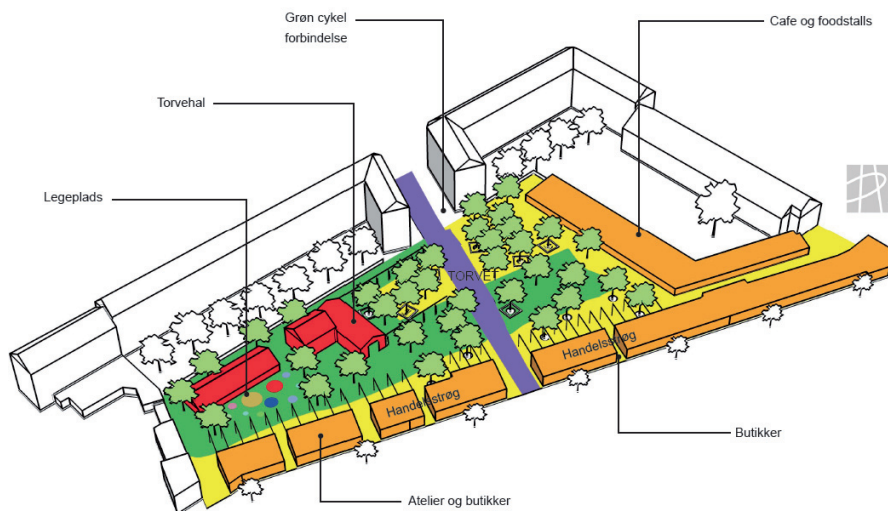 Grøn cykel
forbindelse
Cafe og foodstalls
Torvehal
Legeplads
TORVET
Handelsstrøg
Handelsstrøg
Butikker
Atelier og butikker